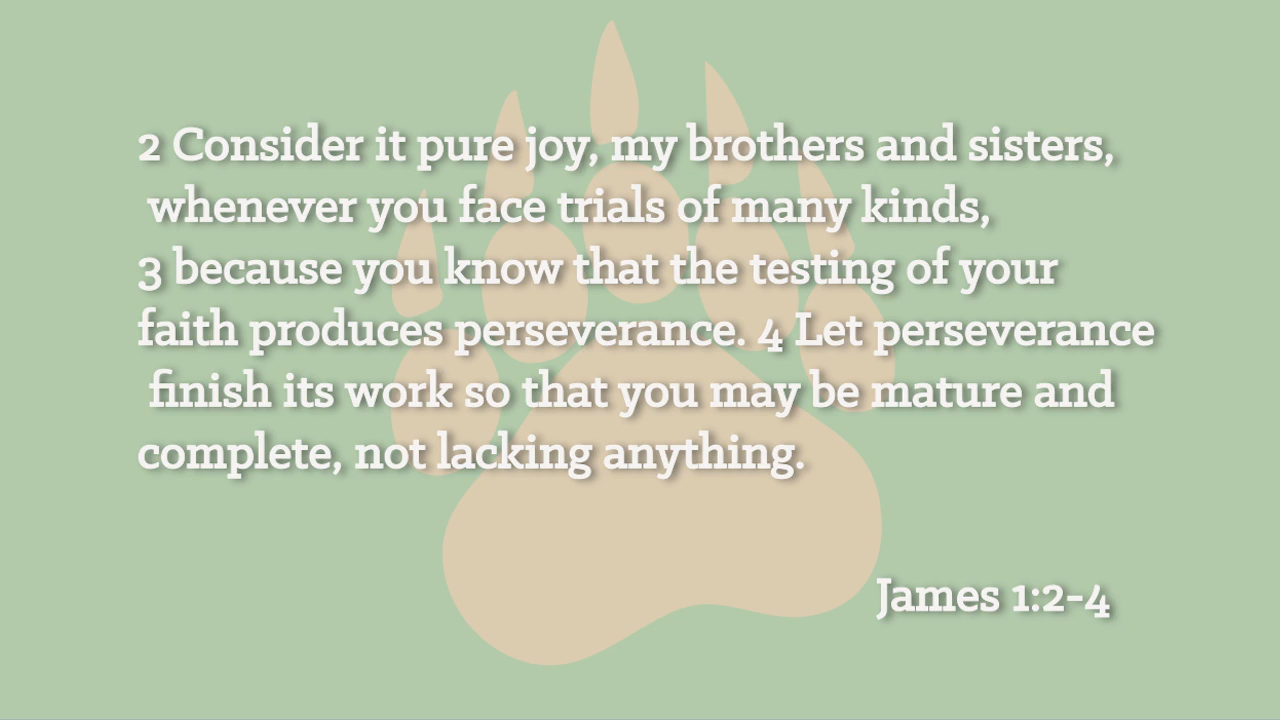 2 Consider it pure joy, my brothers and sisters,
whenever you face trials of many kinds,
3 because you know that the testing of your
faith produces perseverance. 4 Let perseverance
finish its work so that you may be mature and
complete, not lacking anything.
James 1:2-4